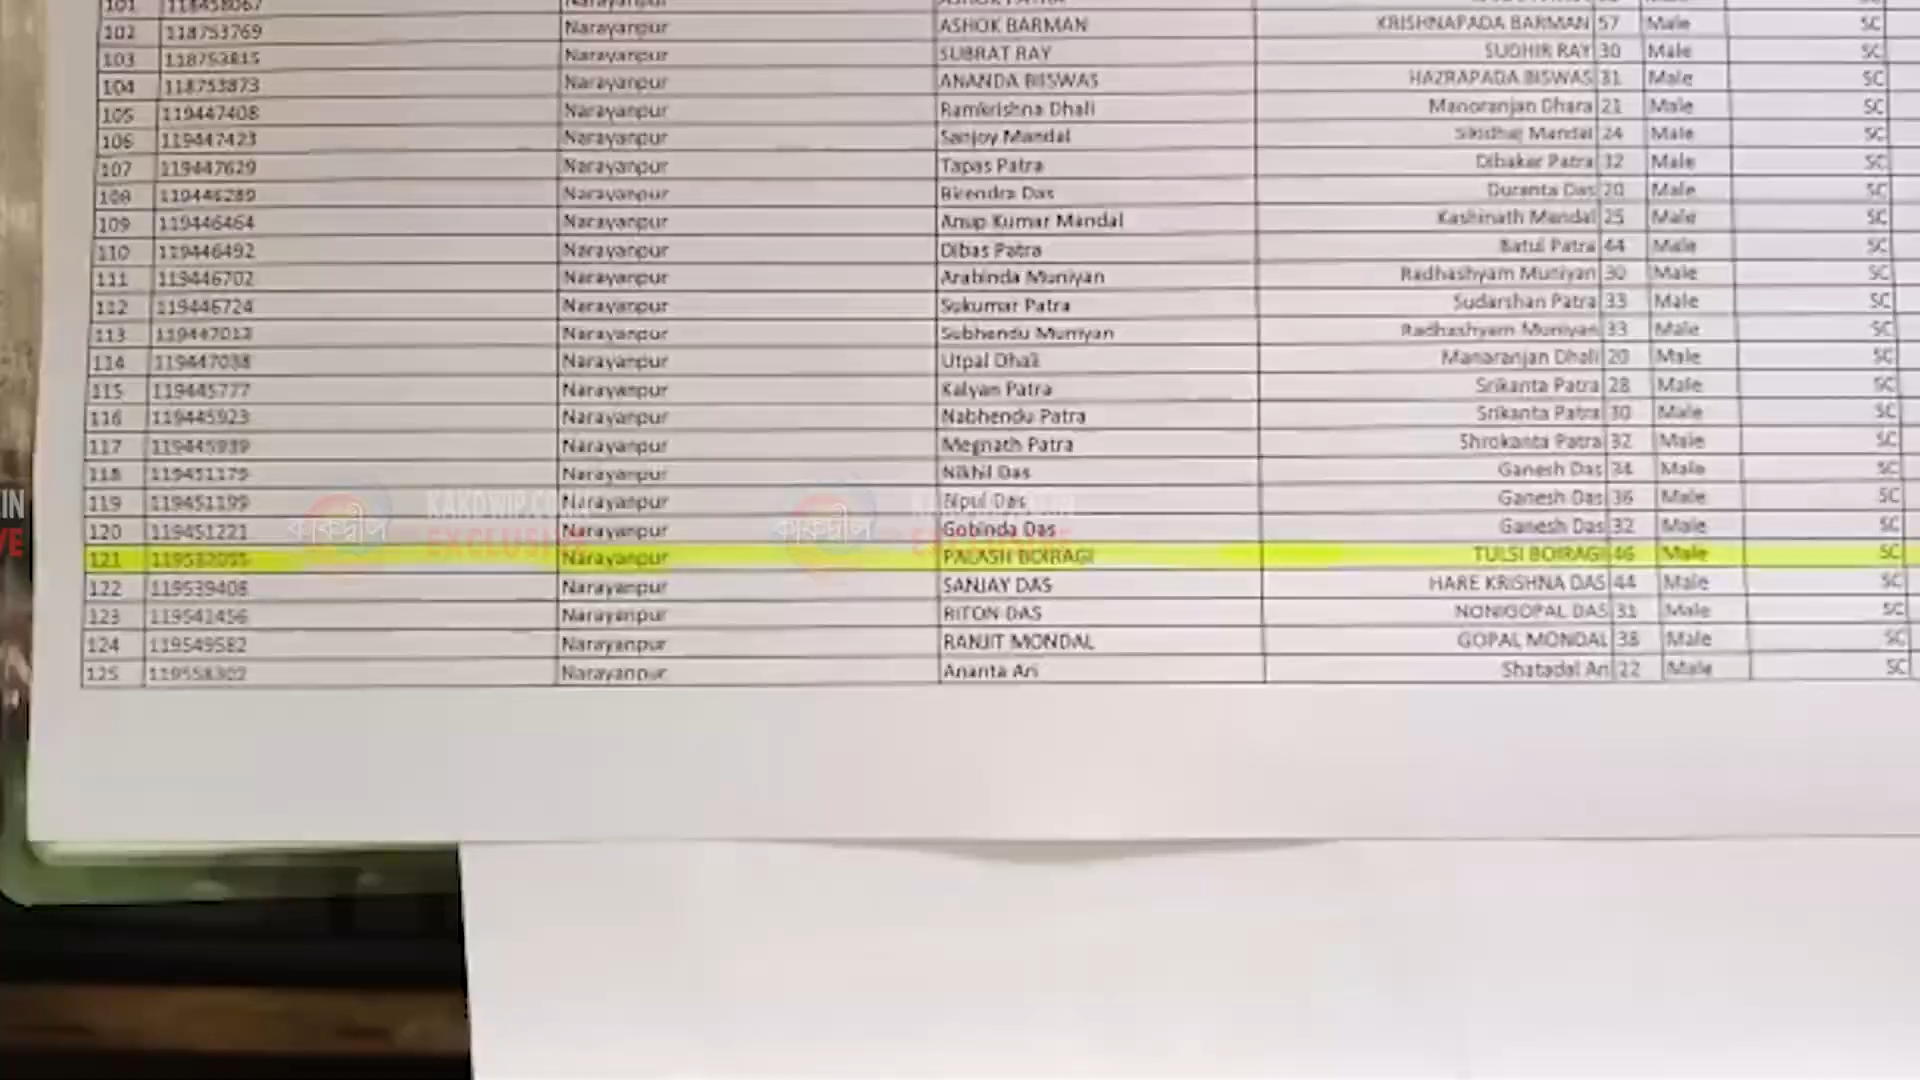 101 118458067 Narayanpur
102 118753769 Narayanpur ASHOK BARMAN KRISHNAPADA BARMAN 57 Male SC
103 118753815 Narayanpur SUBRAT RAY SUDHIR RAY 30 Male SC
104 118753873 Narayanpur ANANDA BISWAS HAZRAPADA BISWAS 31 Male SC
105 119447408 Narayanpur Ramkrishna Dhali Manoranjan Dhara 21 Male SC
106 119447423 Narayanpur Sanjoy Mandal Mandal 24 Male SC
107 119447629 Narayanpur Tapas Patra Dibakar Patra 32 Male SC
108 119446289 Narayanpur Birendra Das Duranta Das 20 Male SC
109 119446464 Narayanpur Anup Kumar Mandal Kashinath Mandal 25 Male SC
110 119446492 Narayanpur Dibas Patra Batul Patra 44 Male SC
111 119446702 Narayanpur Arabinda Muniyan Radhashyam Muniyan 30 Male SC
112 119446724 Narayanpur Sukumar Patra Sudarshan Patra 33 Male SC
113 119447013 Narayanpur Subhendu Muniyan Radhashyam Muniyan 33 Male SC
114 119447038 Narayanpur Utpal Dhali Manaranjan Dhali 20 Male SC
115 119445777 Narayanpur Kalyan Patra Srikanta Patra 28 Male SC
116 119445923 Narayanpur Nabhendu Patra Srikanta Patra 30 Male SC
117 119445939 Narayanpur Megnath Patra Shrokanta Patra 32 Male SC
118 119451179 Narayanpur Nikhil Das Ganesh Das 34 Male SC
119 119451199 Narayanpur Nipul Das Ganesh Das 36 Male SC
120 119451221 Narayanpur Gobinda Das Ganesh Das 32 Male SC
121 Narayanpur PALASH BOIRAGI TULSI BOIRAGI 46 Male SC
122 119539408 Narayanpur SANJAY DAS HARE KRISHNA DAS 44 Male SC
123 119541456 Narayanpur RITON DAS NONIGOPAL DAS 31 Male SC
124 119549582 Narayanpur RANJIT MONDAL GOPAL MONDAL 38 Male SC
125 119558302 Narayanpur Ananta Ari Shatadal Ari 22 Male SC
কাকদ্বীপ
EXCLUSIVE
কাকদ্বীপ